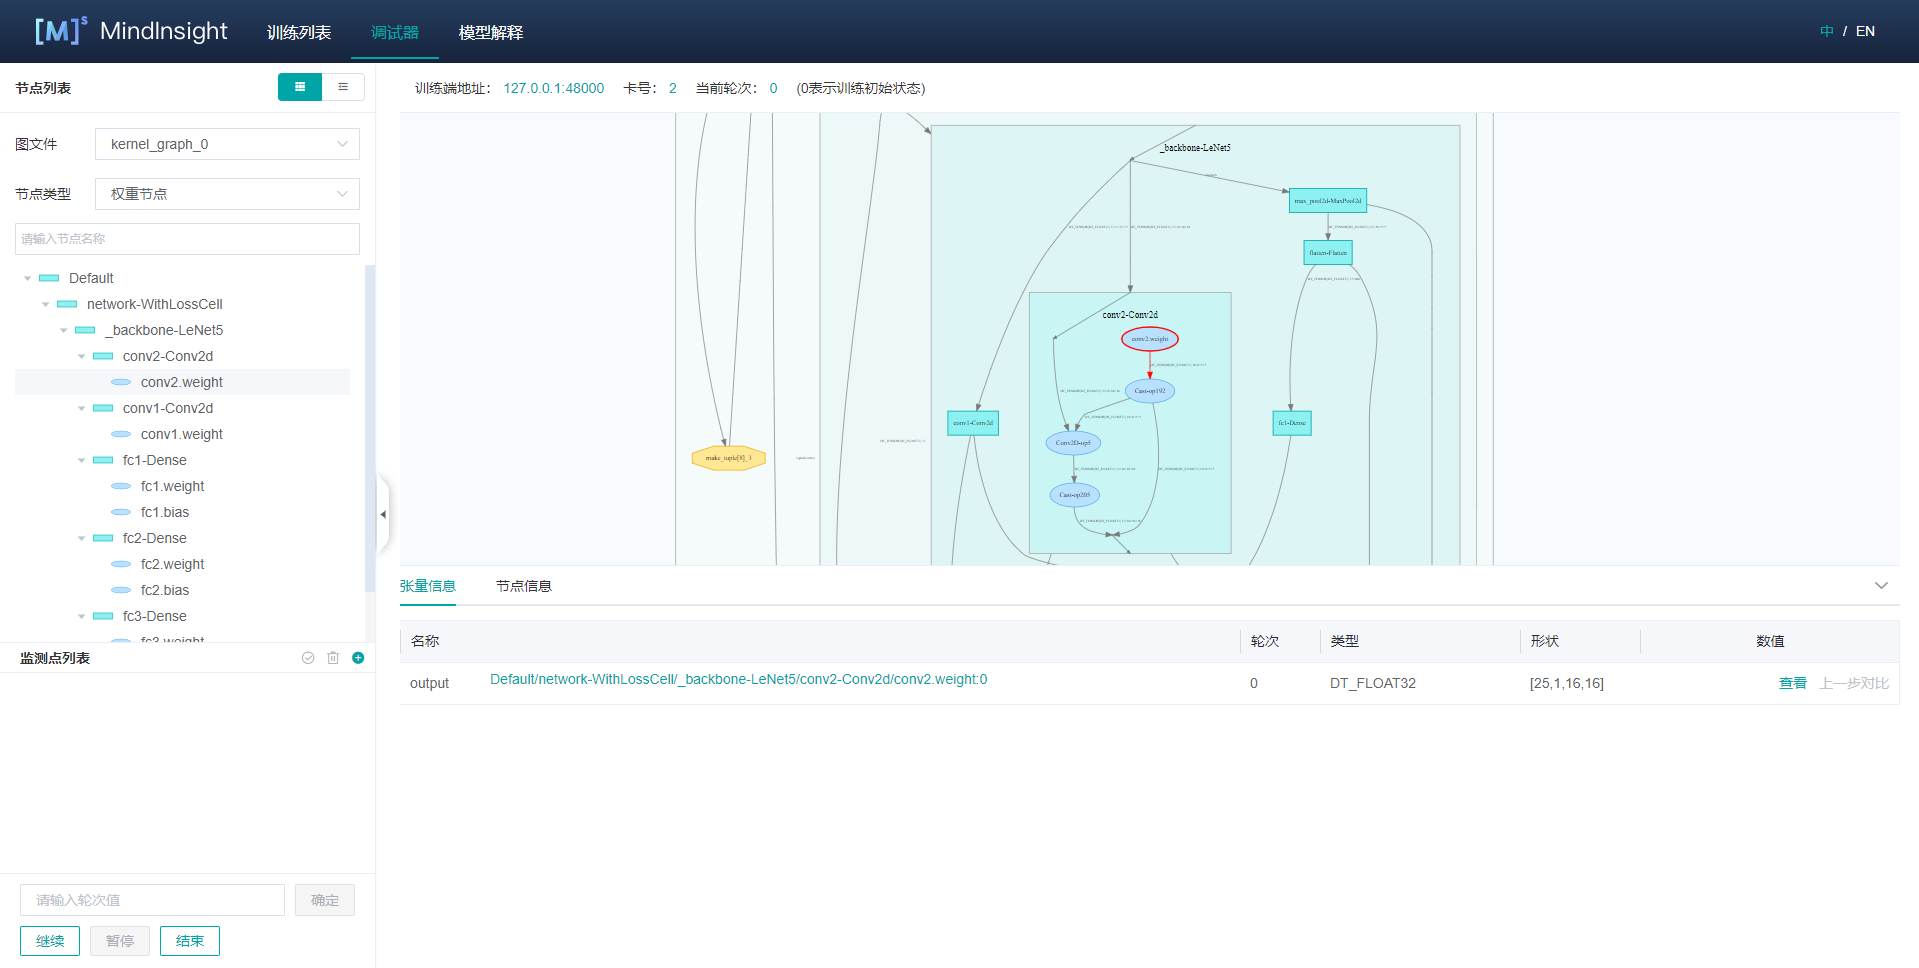 [M]s MindInsight 训练列表 调试器 模型解释 中 / EN
节点列表
图文件 kernel_graph_0
节点类型 权重节点
请输入节点名称
Default
network-WithLossCell
_backbone-LeNet5
conv2-Conv2d
conv2.weight
conv1-Conv2d
conv1.weight
fc1-Dense
fc1.weight
fc1.bias
fc2-Dense
fc2.weight
fc2.bias
fc3-Dense
fc3.weight
监测点列表
请输入轮次值 确定
继续 暂停 结束
训练端地址： 127.0.0.1:48000 卡号： 2 当前轮次： 0 (0表示训练初始状态)
_backbone-LeNet5
max_pool2d-MaxPool2d
flatten-Flatten
conv2-Conv2d
conv2.weight
Cast-op192
conv1-Conv2d
fc1-Dense
Conv2D-op5
make_tuple[8]_3
Cast-op205
张量信息 节点信息
名称 轮次 类型 形状 数值
output Default/network-WithLossCell/_backbone-LeNet5/conv2-Conv2d/conv2.weight:0 0 DT_FLOAT32 [25,1,16,16] 查看 上一步对比